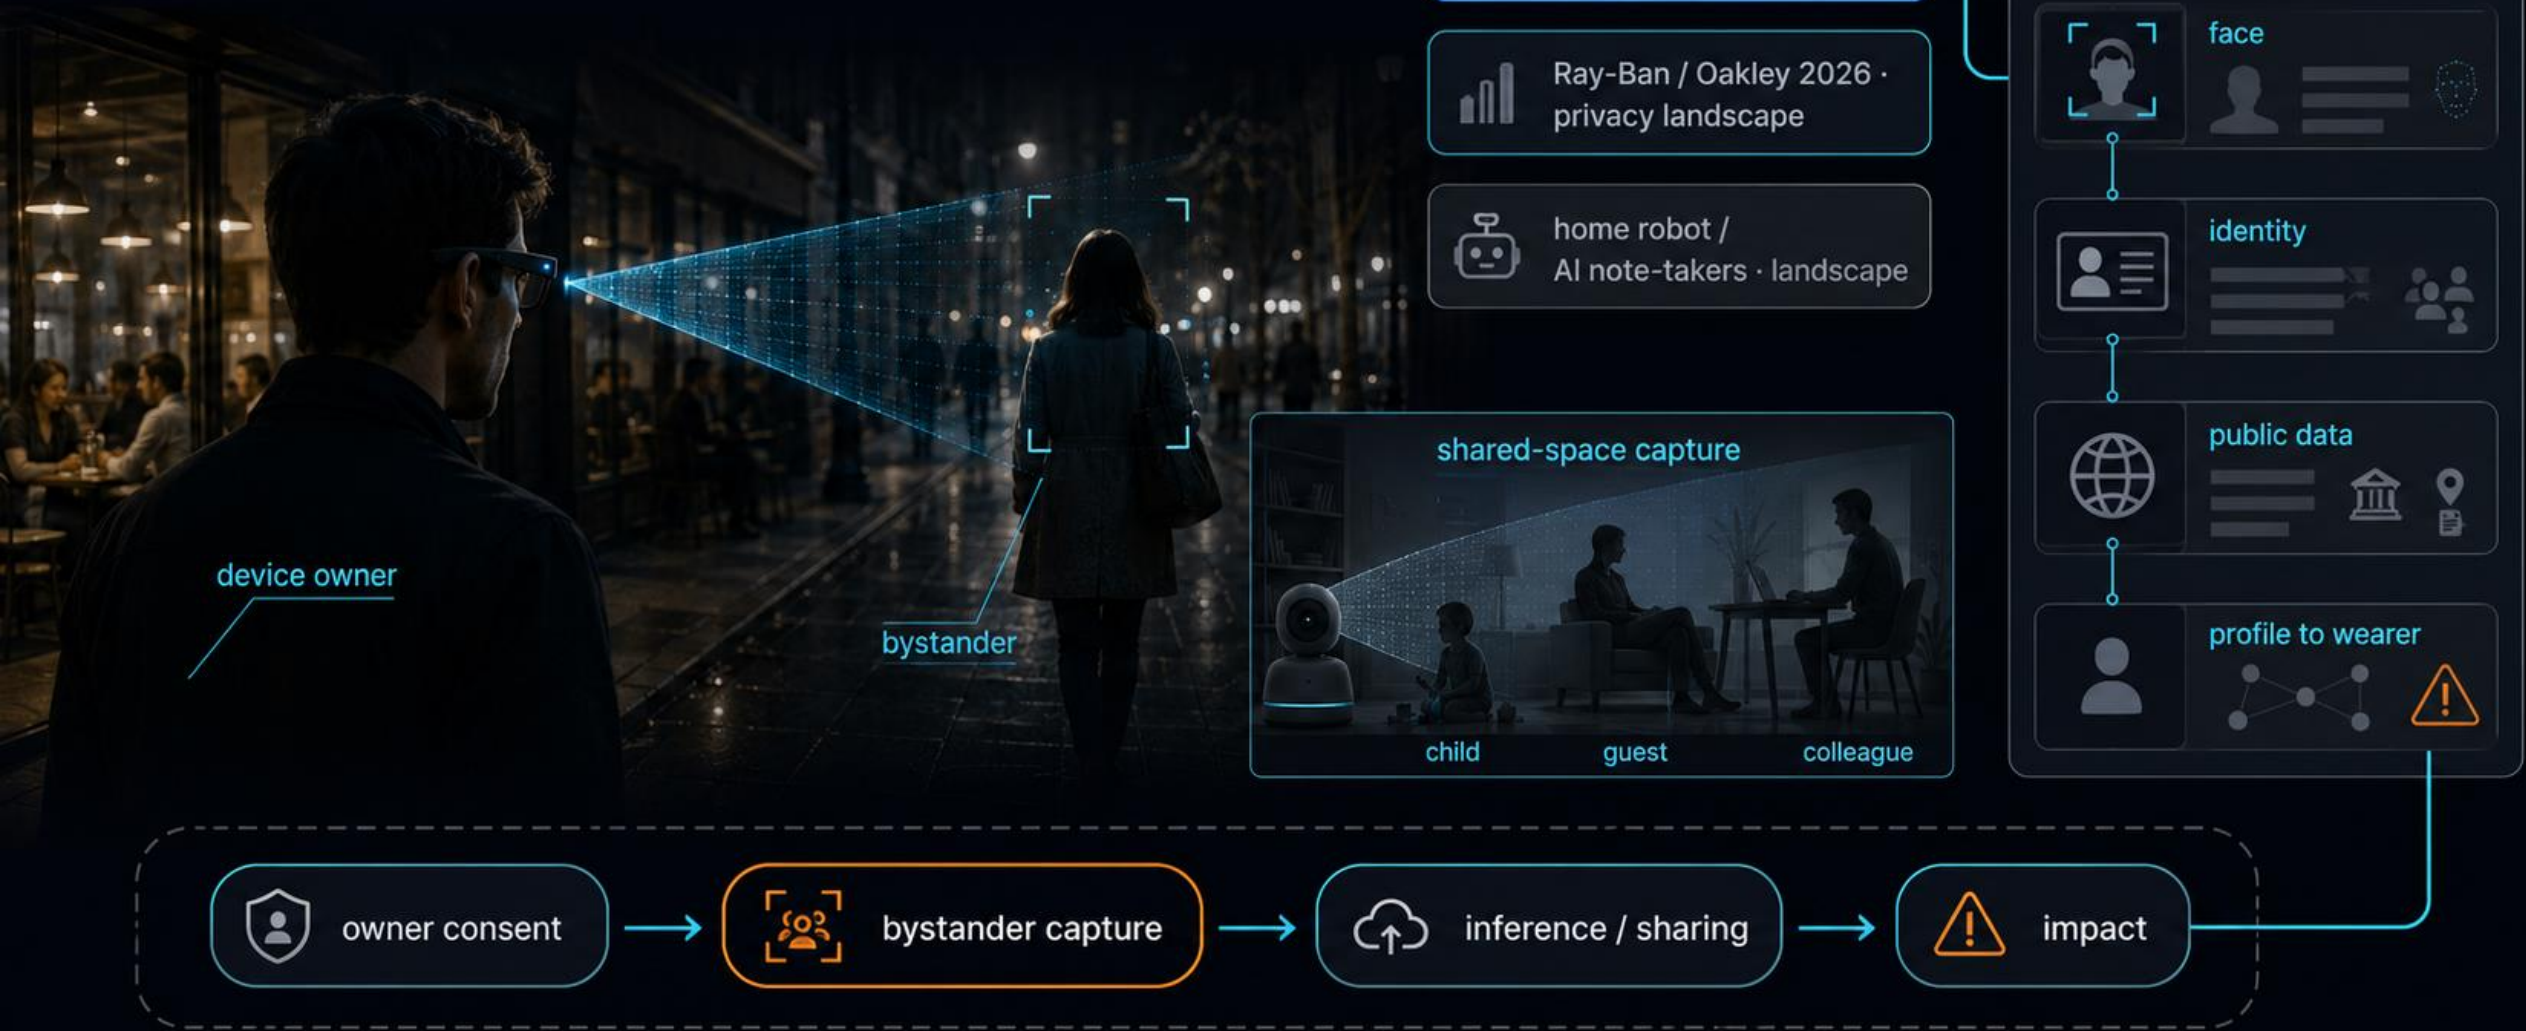 Ray-Ban / Oakley 2026 ·
privacy landscape
home robot /
AI note-takers · landscape
face
identity
public data
profile to wearer
device owner
bystander
shared-space capture
child
guest
colleague
owner consent
bystander capture
inference / sharing
impact